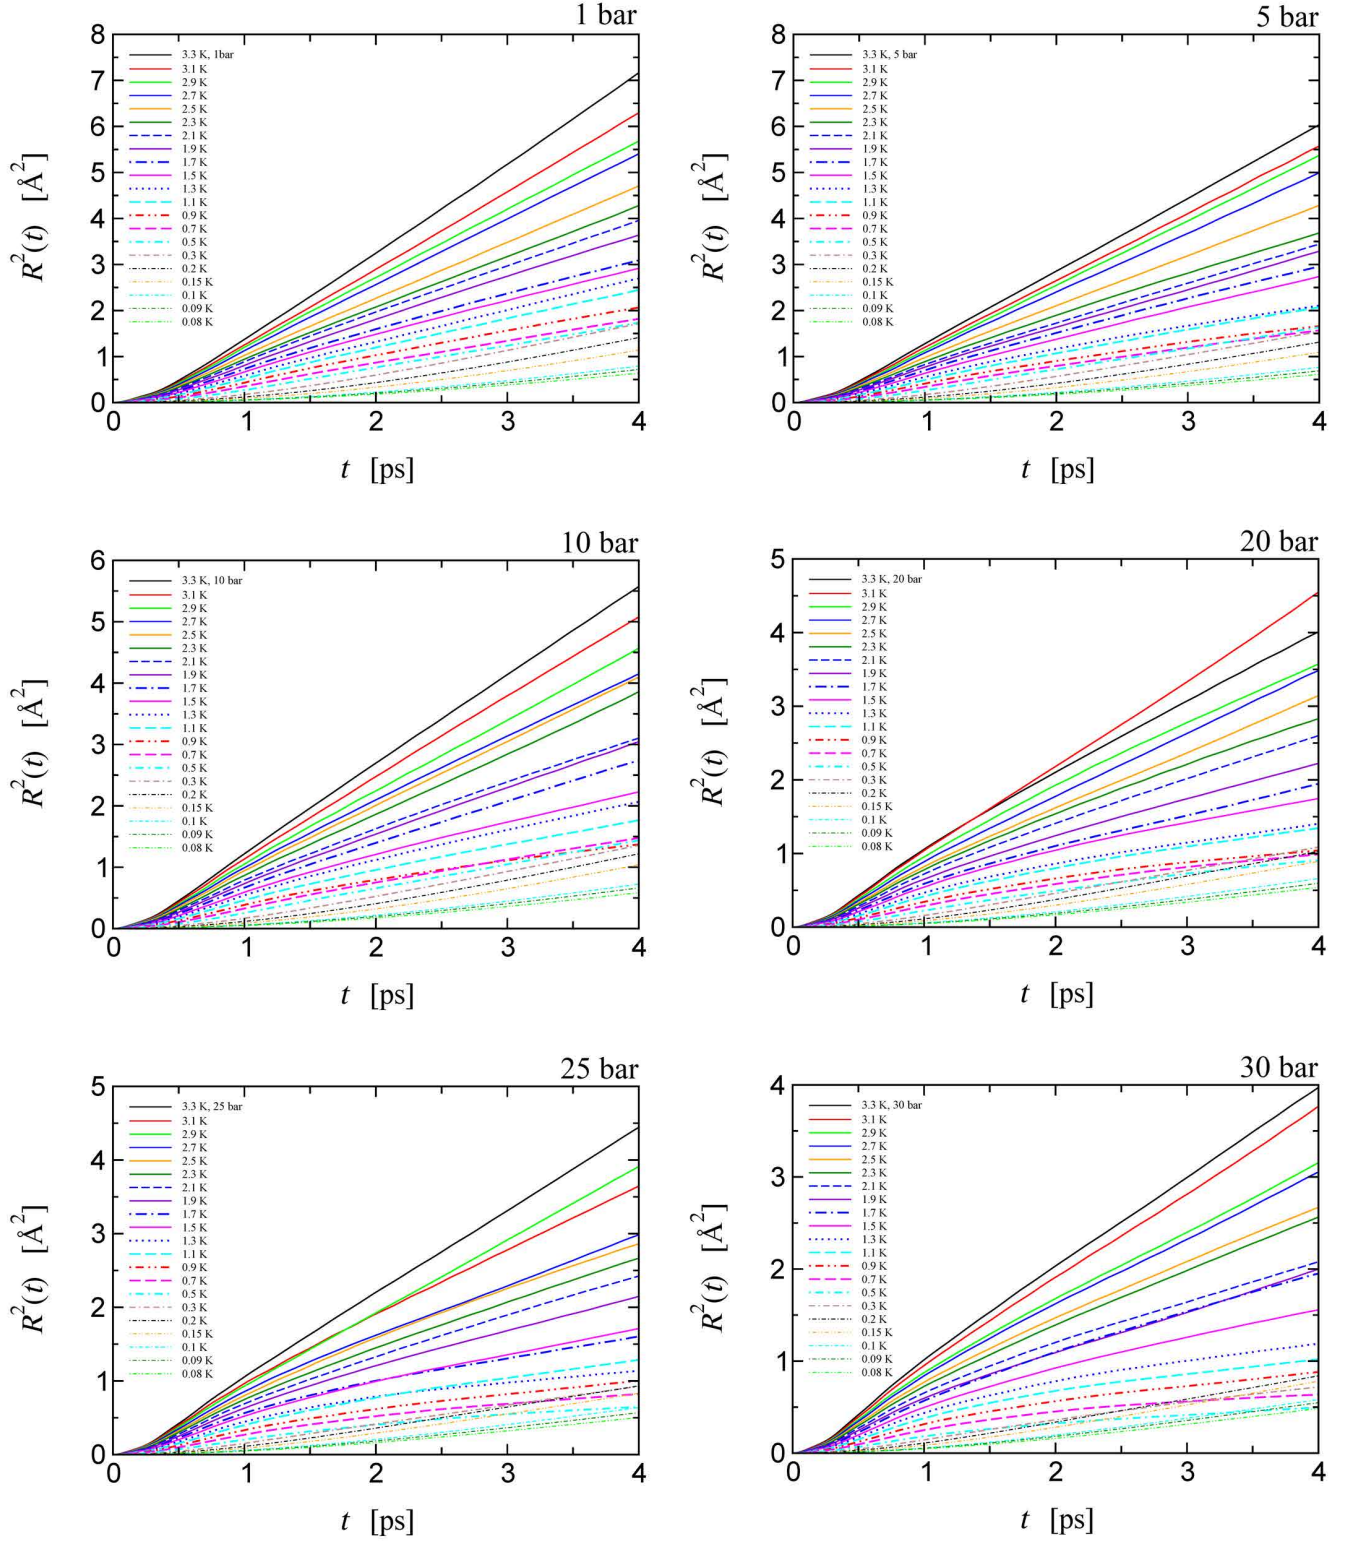 1 bar
8
7
6
5
4
3
2
1
0
R²(t) [Å²]
3.3 K, 1bar
3.1 K
2.9 K
2.7 K
2.5 K
2.3 K
2.1 K
1.9 K
1.7 K
1.5 K
1.3 K
1.1 K
0.9 K
0.7 K
0.5 K
0.3 K
0.2 K
0.15 K
0.1 K
0.09 K
0.08 K
0 1 2 3 4
t [ps]
5 bar
8
7
6
5
4
3
2
1
0
R²(t) [Å²]
3.3 K, 5 bar
3.1 K
2.9 K
2.7 K
2.5 K
2.3 K
2.1 K
1.9 K
1.7 K
1.5 K
1.3 K
1.1 K
0.9 K
0.7 K
0.5 K
0.3 K
0.2 K
0.15 K
0.1 K
0.09 K
0.08 K
0 1 2 3 4
t [ps]
10 bar
6
5
4
3
2
1
0
R²(t) [Å²]
3.3 K, 10 bar
3.1 K
2.9 K
2.7 K
2.5 K
2.3 K
2.1 K
1.9 K
1.7 K
1.5 K
1.3 K
1.1 K
0.9 K
0.7 K
0.5 K
0.3 K
0.2 K
0.15 K
0.1 K
0.09 K
0.08 K
0 1 2 3 4
t [ps]
20 bar
5
4
3
2
1
0
R²(t) [Å²]
3.3 K, 20 bar
3.1 K
2.9 K
2.7 K
2.5 K
2.3 K
2.1 K
1.9 K
1.7 K
1.5 K
1.3 K
1.1 K
0.9 K
0.7 K
0.5 K
0.3 K
0.2 K
0.15 K
0.1 K
0.09 K
0.08 K
0 1 2 3 4
t [ps]
25 bar
5
4
3
2
1
0
R²(t) [Å²]
3.3 K, 25 bar
3.1 K
2.9 K
2.7 K
2.5 K
2.3 K
2.1 K
1.9 K
1.7 K
1.5 K
1.3 K
1.1 K
0.9 K
0.7 K
0.5 K
0.3 K
0.2 K
0.15 K
0.1 K
0.09 K
0.08 K
0 1 2 3 4
t [ps]
30 bar
4
3
2
1
0
R²(t) [Å²]
3.3 K, 30 bar
3.1 K
2.9 K
2.7 K
2.5 K
2.3 K
2.1 K
1.9 K
1.7 K
1.5 K
1.3 K
1.1 K
0.9 K
0.7 K
0.5 K
0.3 K
0.2 K
0.15 K
0.1 K
0.09 K
0.08 K
0 1 2 3 4
t [ps]